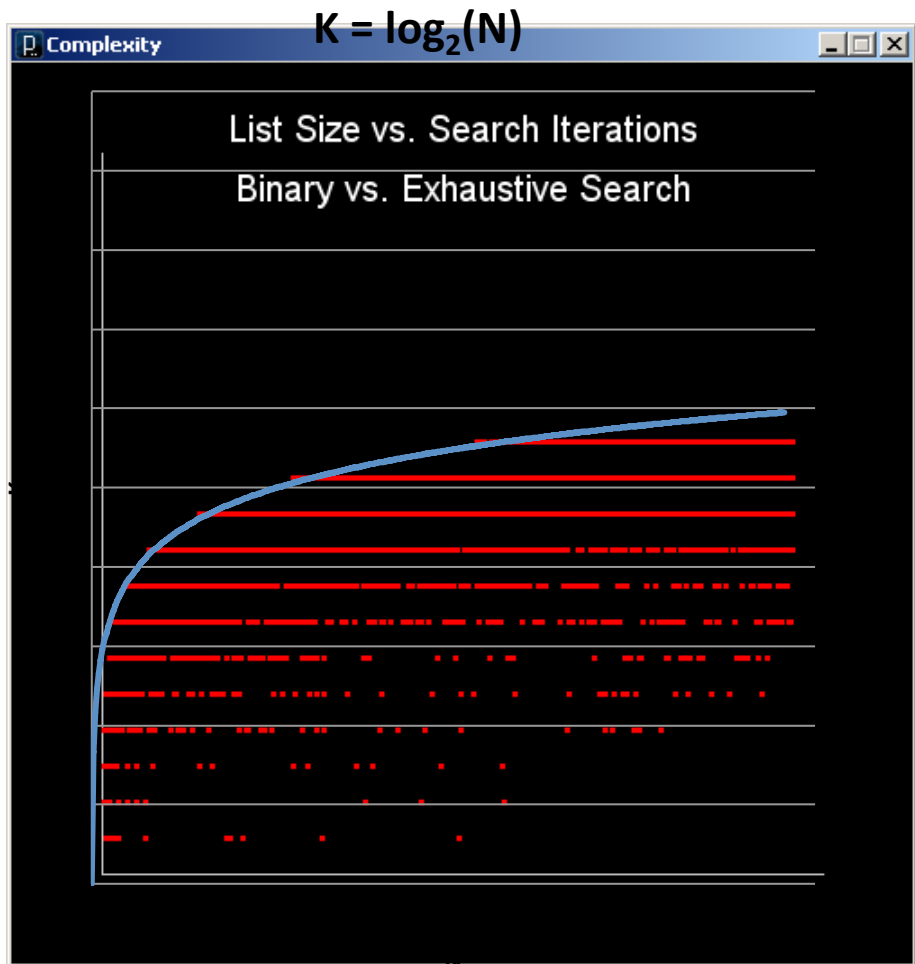 K = log₂(N)
Complexity
List Size vs. Search Iterations
Binary vs. Exhaustive Search